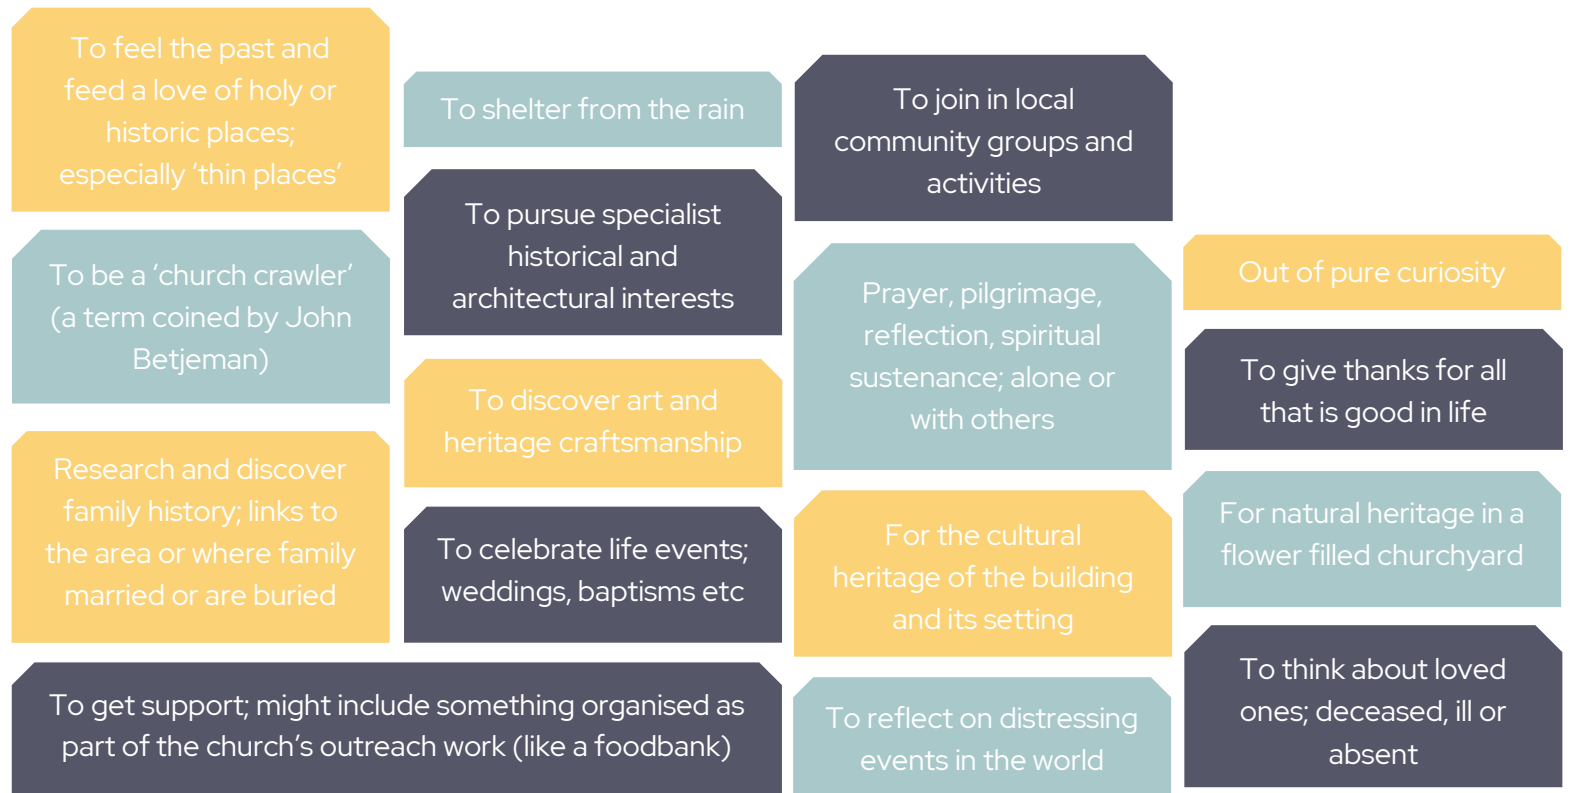 To feel the past and
feed a love of holy or
historic places;
especially ‘thin places’
To be a ‘church crawler’
(a term coined by John
Betjeman)
Research and discover
family history; links to
the area or where family
married or are buried
To get support; might include something organised as
part of the church’s outreach work (like a foodbank)
To shelter from the rain
To pursue specialist
historical and
architectural interests
To discover art and
heritage craftsmanship
To celebrate life events;
weddings, baptisms etc
To join in local
community groups and
activities
Prayer, pilgrimage,
reflection, spiritual
sustenance; alone or
with others
For the cultural
heritage of the building
and its setting
To reflect on distressing
events in the world
Out of pure curiosity
To give thanks for all
that is good in life
For natural heritage in a
flower filled churchyard
To think about loved
ones; deceased, ill or
absent